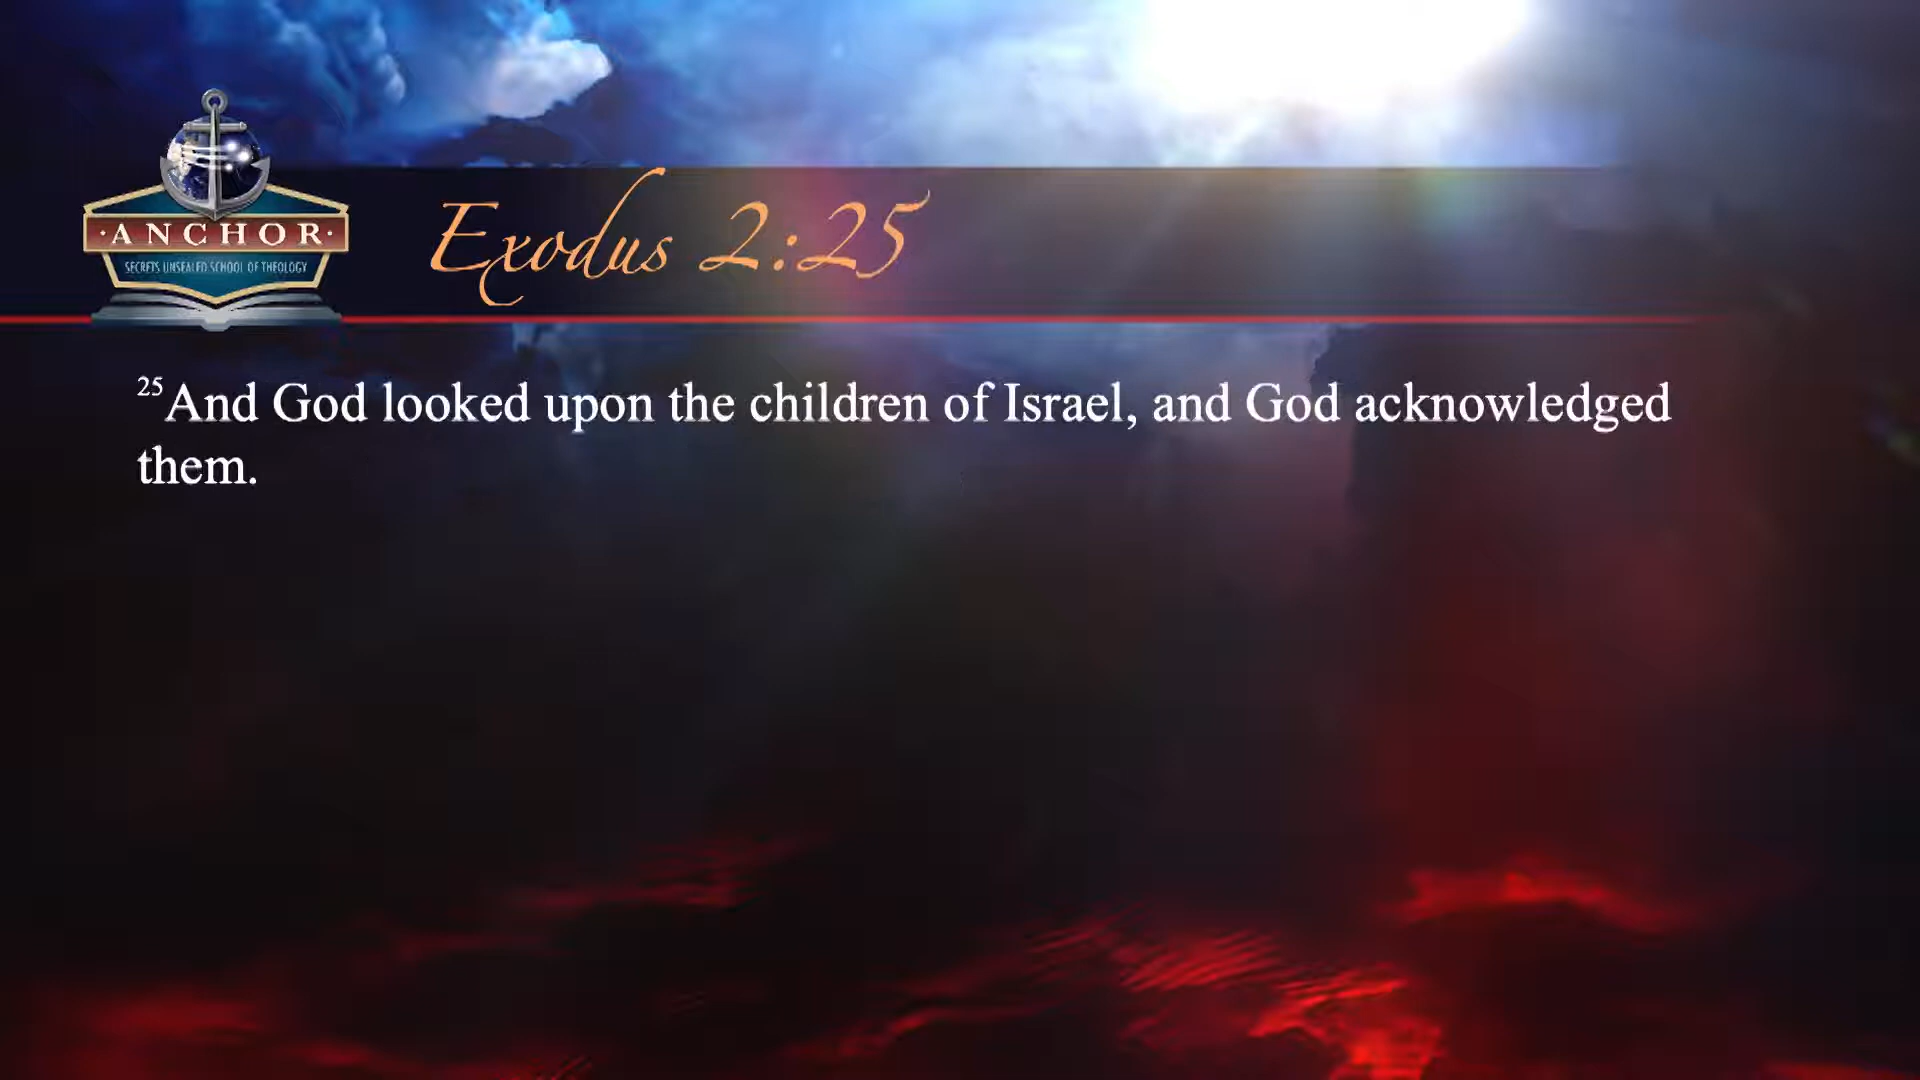 ·ANCHOR·
SECRETS UNSEALED SCHOOL OF THEOLOGY
Exodus 2:25
25And God looked upon the children of Israel, and God acknowledged
them.